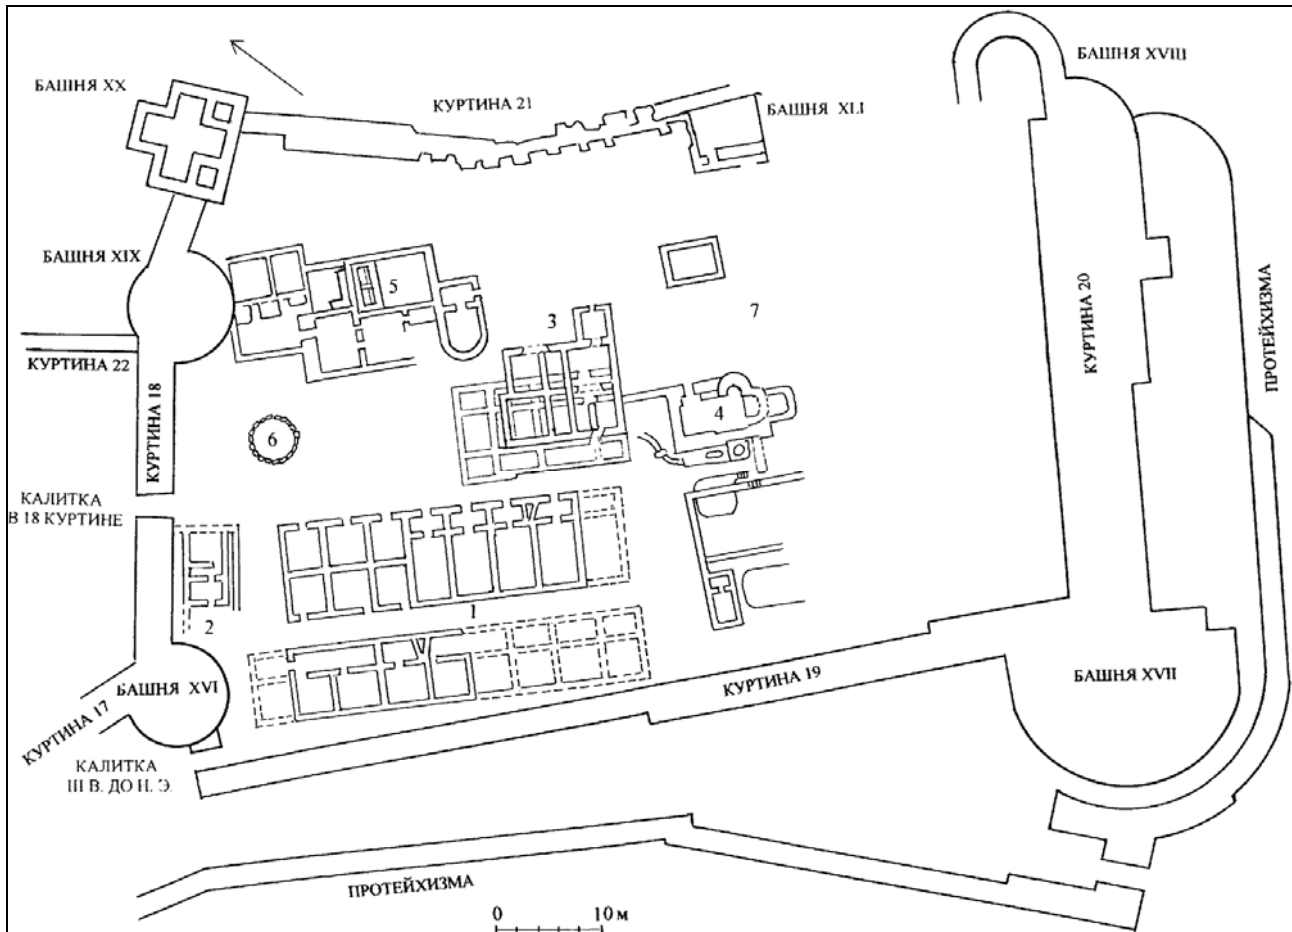 БАШНЯ XVIII
БАШНЯ XX
КУРТИНА 21
БАШНЯ XLI
БАШНЯ XIX
5
3
7
КУРТИНА 20
ПРОТЕЙХИЗМА
КУРТИНА 22
КУРТИНА 18
4
6
КАЛИТКА
В 18 КУРТИНЕ
1
2
БАШНЯ XVI
КУРТИНА 19
БАШНЯ XVII
КУРТИНА 17
КАЛИТКА
III В. ДО Н. Э.
ПРОТЕЙХИЗМА
0 10 м